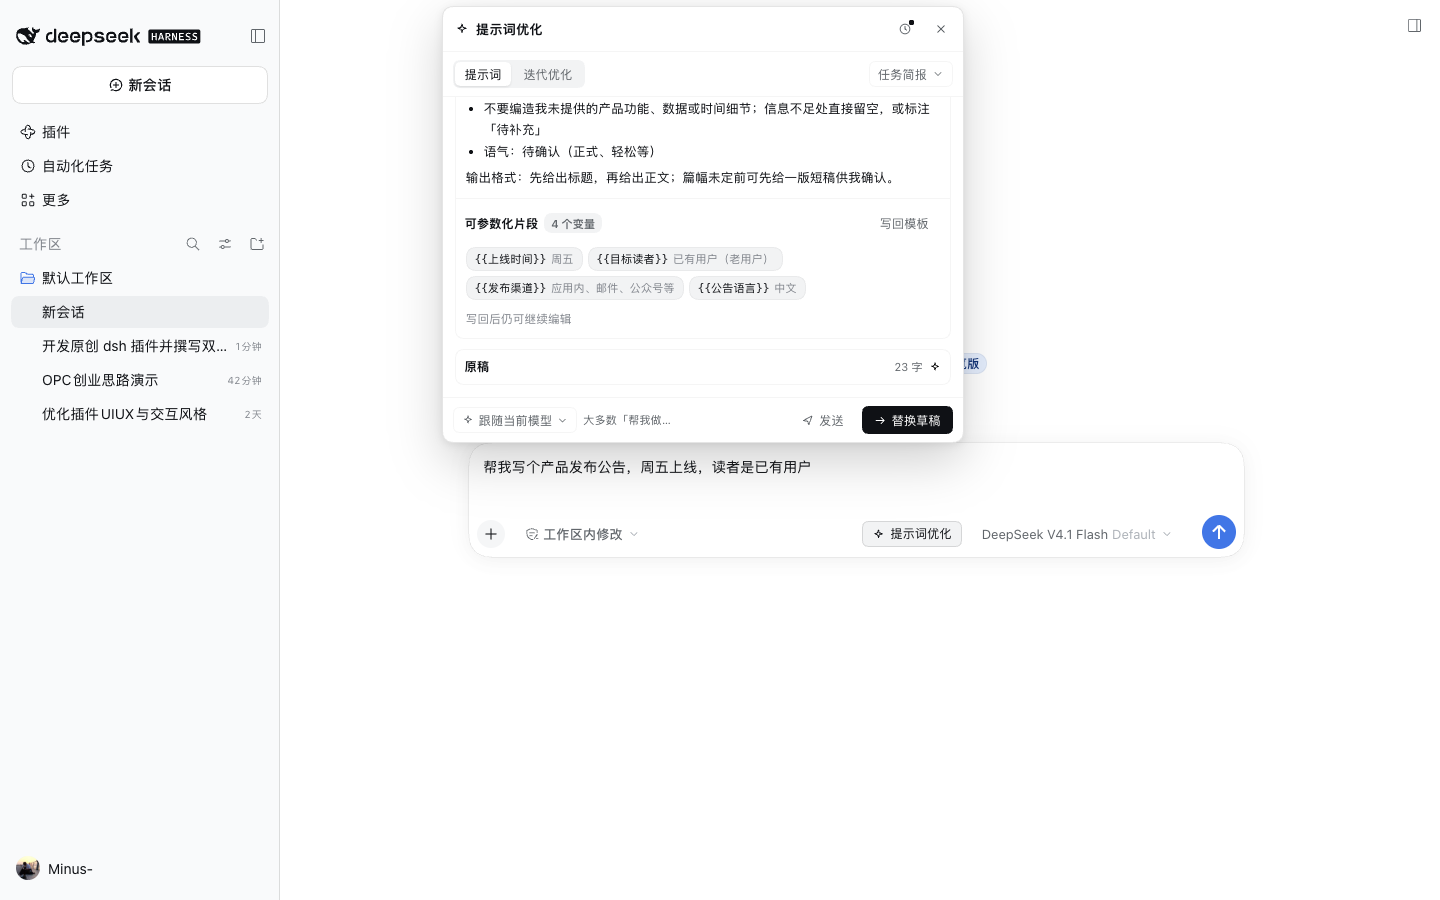 deepseek HARNESS
新会话
插件
自动化任务
更多
工作区
默认工作区
新会话
开发原创 dsh 插件并撰写双... 1分钟
OPC创业思路演示 42分钟
优化插件UIUX与交互风格 2天
Minus-
提示词优化
提示词 迭代优化 任务简报
• 不要编造我未提供的产品功能、数据或时间细节；信息不足处直接留空，或标注
「待补充」
• 语气：待确认（正式、轻松等）
输出格式：先给出标题，再给出正文；篇幅未定前可先给一版短稿供我确认。
可参数化片段 4 个变量 写回模板
{{上线时间}} 周五 {{目标读者}} 已有用户（老用户）
{{发布渠道}} 应用内、邮件、公众号等 {{公告语言}} 中文
写回后仍可继续编辑
原稿 23 字
版
跟随当前模型 大多数「帮我做... 发送 替换草稿
帮我写个产品发布公告，周五上线，读者是已有用户
工作区内修改 提示词优化 DeepSeek V4.1 Flash Default